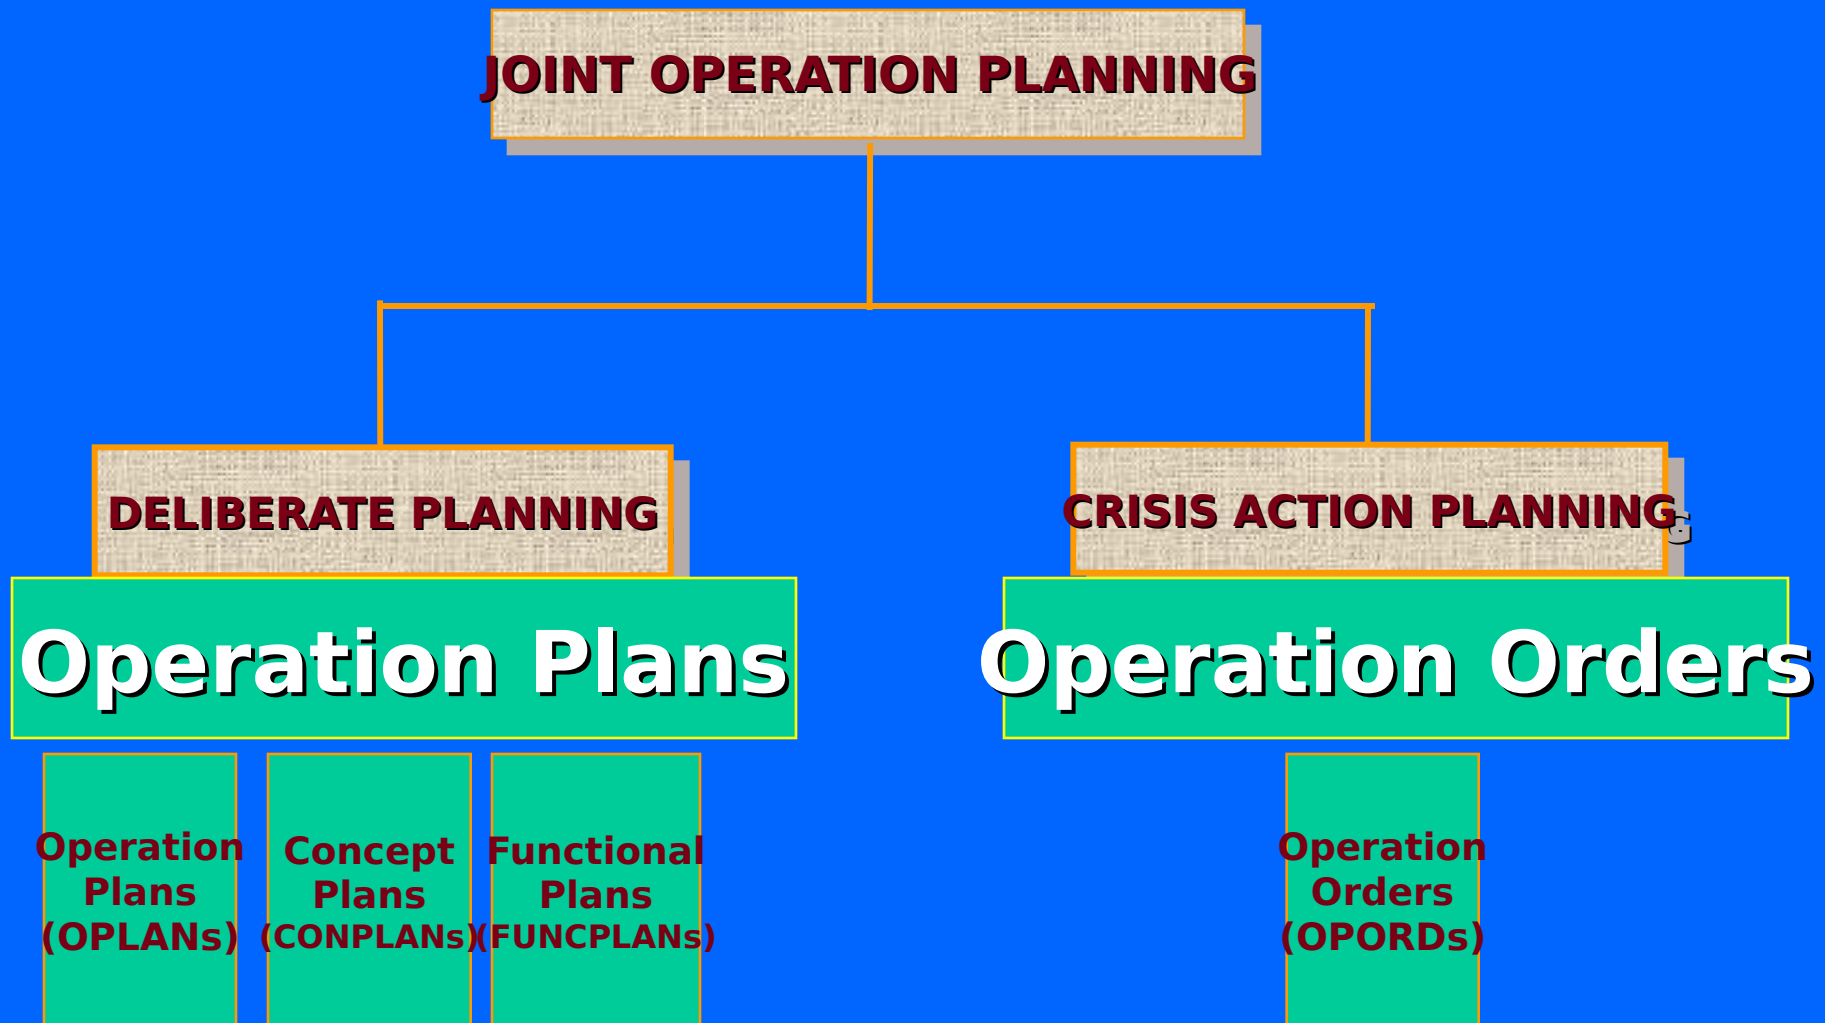 JOINT OPERATION PLANNING
DELIBERATE PLANNING
CRISIS ACTION PLANNING
Operation Plans
Operation Orders
Operation
Plans
(OPLANs)
Concept
Plans
(CONPLANs)
Functional
Plans
(FUNCPLANs)
Operation
Orders
(OPORDs)